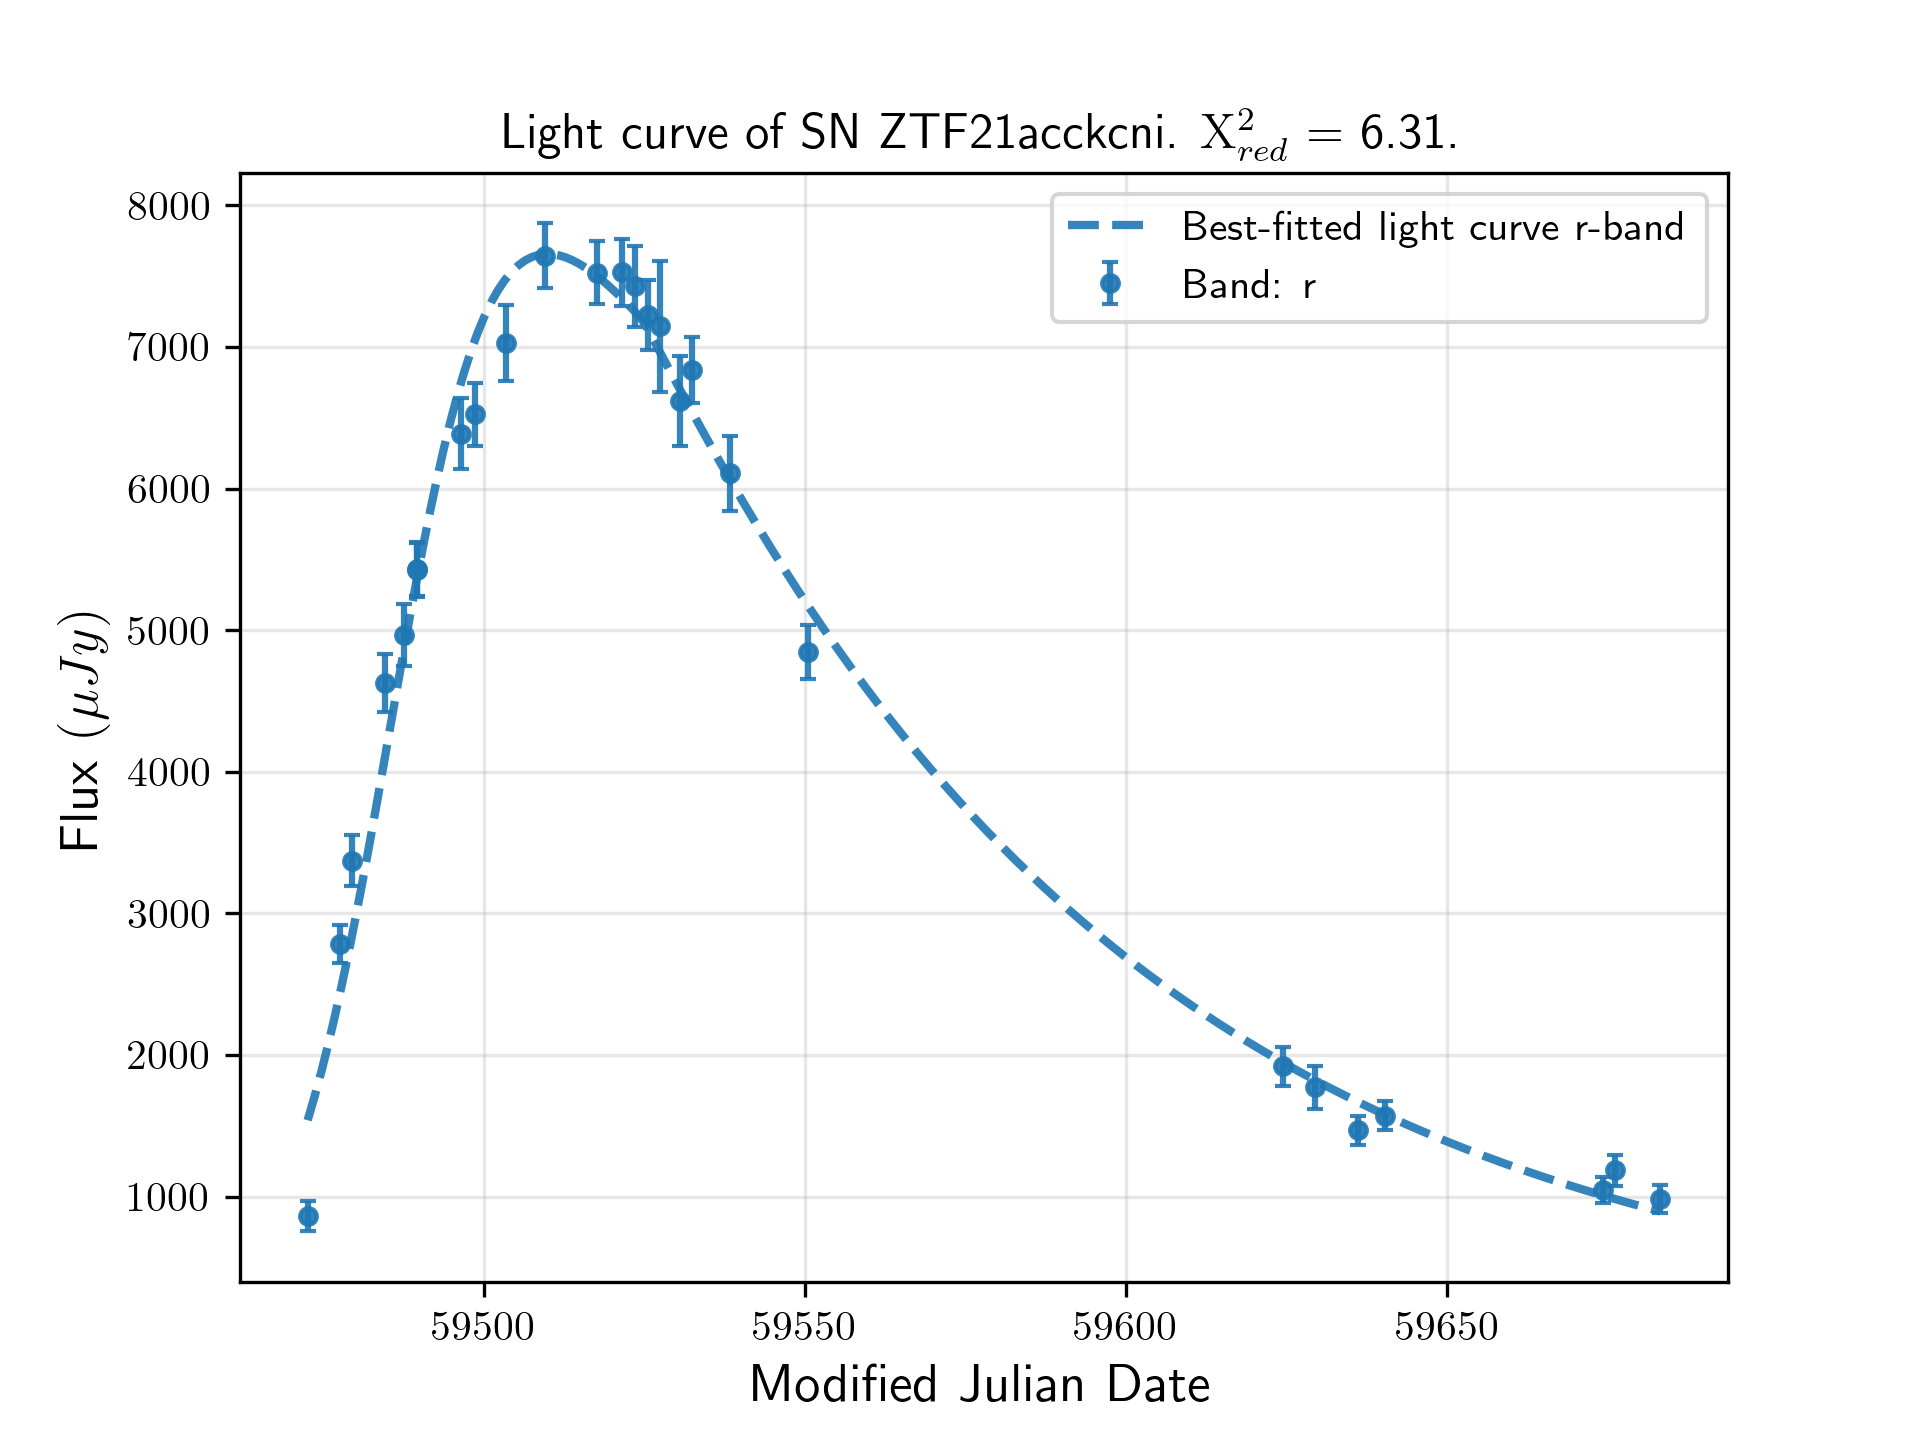 Light curve of SN ZTF21acckcni. X²_red = 6.31.
Best-fitted light curve r-band
Band: r
8000
7000
6000
5000
4000
3000
2000
1000
Flux (μJy)
59500 59550 59600 59650
Modified Julian Date